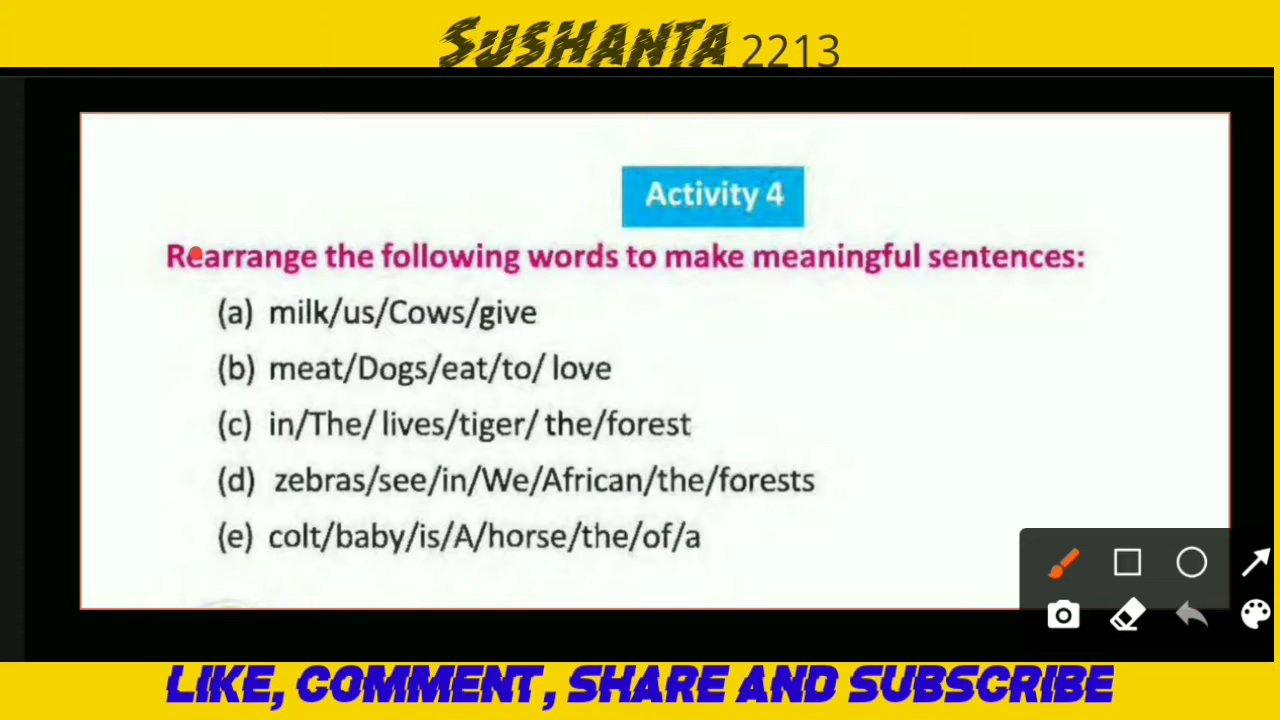 SUSHANTA 2213
Activity 4
Rearrange the following words to make meaningful sentences:
(a) milk/us/Cows/give
(b) meat/Dogs/eat/to/ love
(c) in/The/ lives/tiger/ the/forest
(d) zebras/see/in/We/African/the/forests
(e) colt/baby/is/A/horse/the/of/a
LIKE, COMMENT, SHARE AND SUBSCRIBE